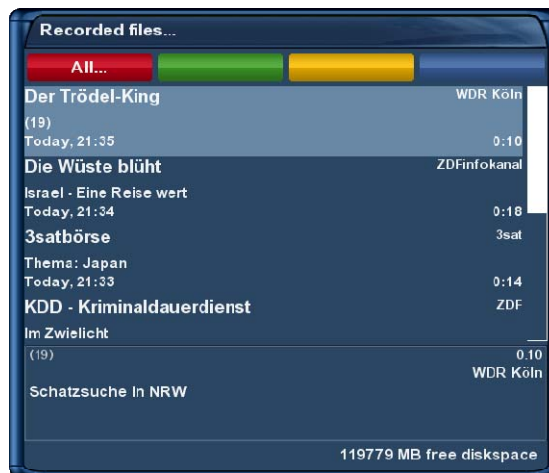 Recorded files...
All...
Der Trödel-King WDR Köln
(19)
Today, 21:35 0:10
Die Wüste blüht ZDFinfokanal
Israel - Eine Reise wert
Today, 21:34 0:18
3satbörse 3sat
Thema: Japan
Today, 21:33 0:14
KDD - Kriminaldauerdienst ZDF
Im Zwielicht
(19) 0.10
WDR Köln
Schatzsuche in NRW
119779 MB free diskspace